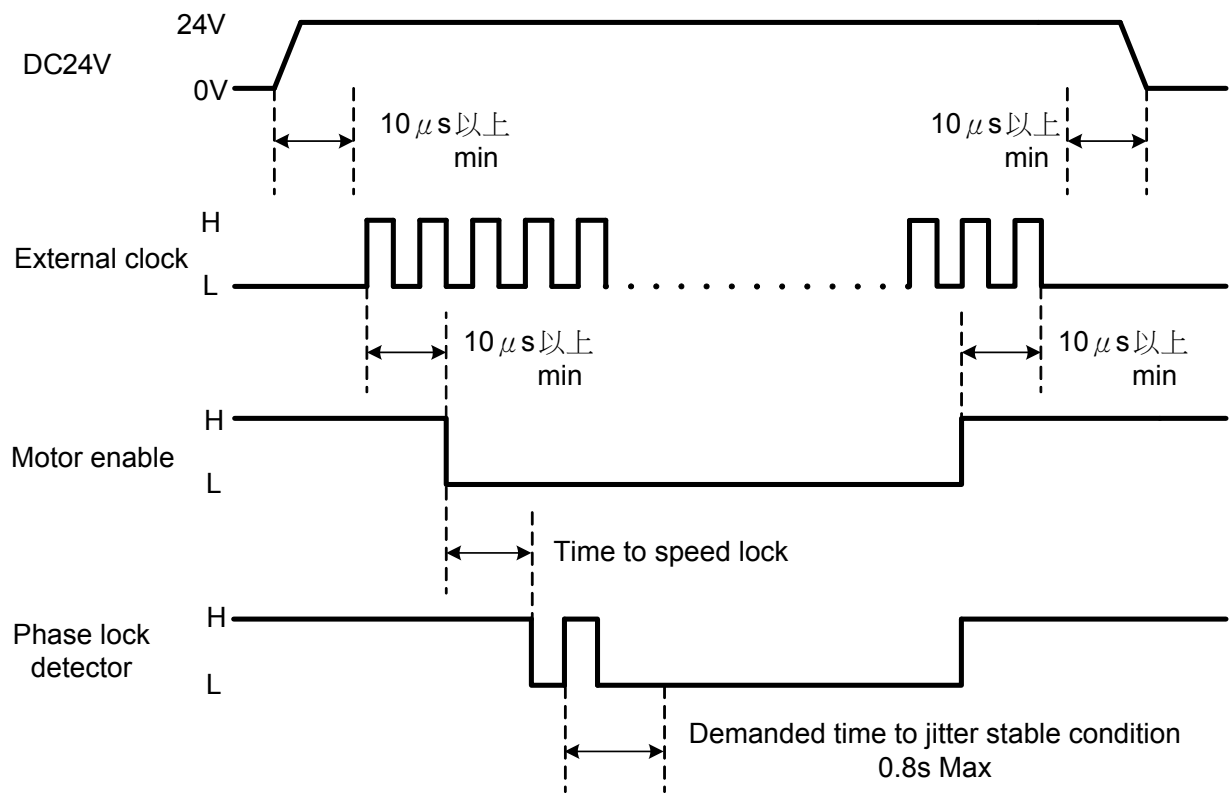 24V
DC24V
0V
10μs以上
min
10μs以上
min
H
External clock
L
10μs以上
min
10μs以上
min
H
Motor enable
L
Time to speed lock
H
Phase lock
detector
L
Demanded time to jitter stable condition
0.8s Max